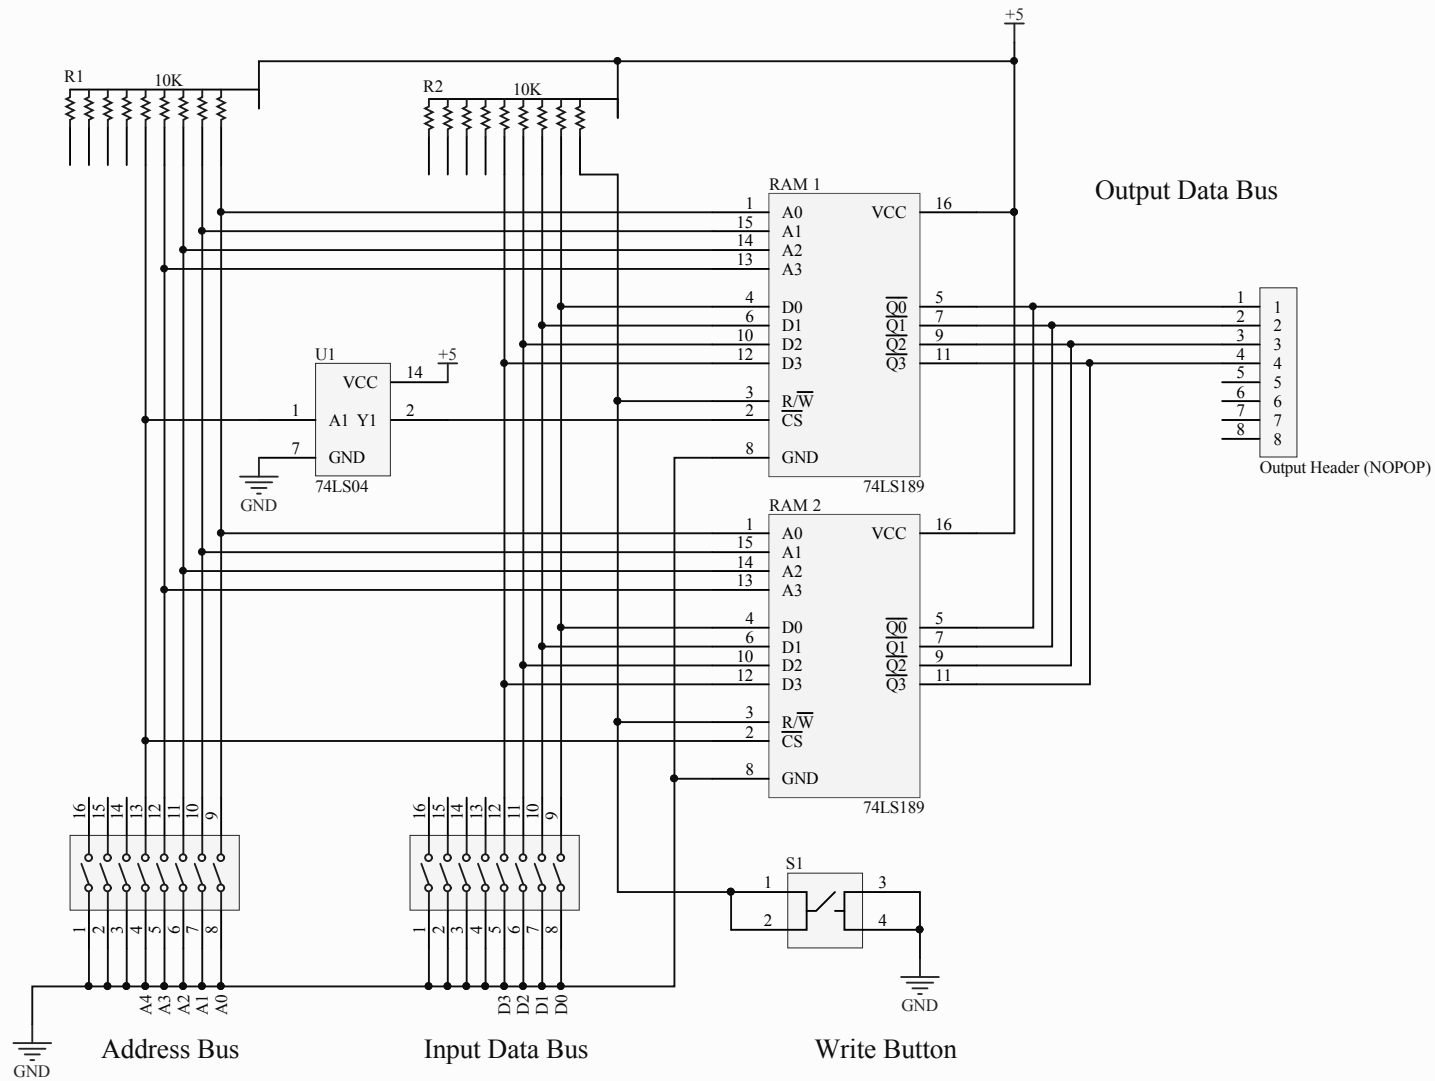 +5
R1 10K
R2 10K
RAM 1
Output Data Bus
1 A0 VCC 16
15 A1
14 A2
13 A3
4 D0 Q0 5
6 D1 Q1 7
10 D2 Q2 9
12 D3 Q3 11
3 R/W
2 CS
8 GND
74LS189
1 1
2 2
3 3
4 4
5 5
6 6
7 7
8 8
Output Header (NOPOP)
U1
+5
VCC 14
1 A1 Y1 2
7 GND
74LS04
GND
RAM 2
1 A0 VCC 16
15 A1
14 A2
13 A3
4 D0 Q0 5
6 D1 Q1 7
10 D2 Q2 9
12 D3 Q3 11
3 R/W
2 CS
8 GND
74LS189
16 15 14 13 12 11 10 9
16 15 14 13 12 11 10 9
S1
1 3
2 4
GND
1 2 3 4 5 6 7 8
1 2 3 4 5 6 7 8
A4 A3 A2 A1 A0
D3 D2 D1 D0
GND
Address Bus
Input Data Bus
Write Button